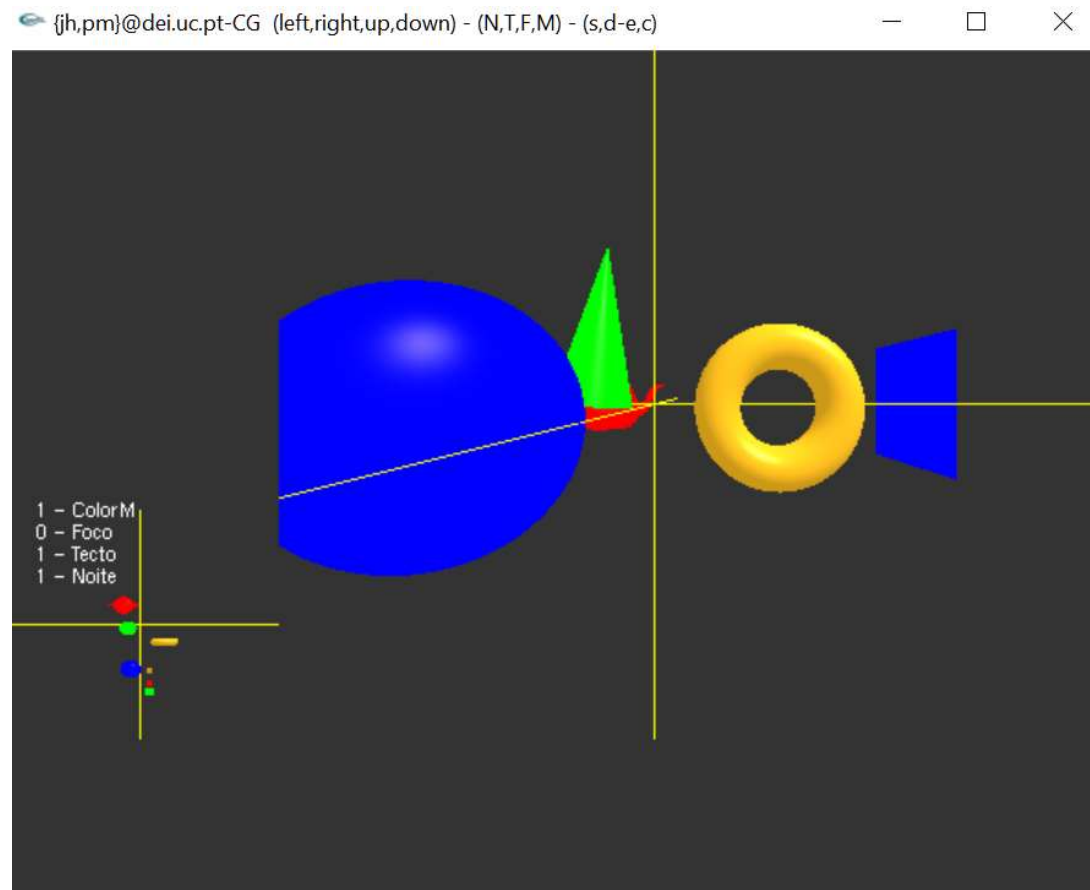 {jh,pm}@dei.uc.pt-CG (left,right,up,down) - (N,T,F,M) - (s,d-e,c)
1 - ColorM
0 - Foco
1 - Tecto
1 - Noite